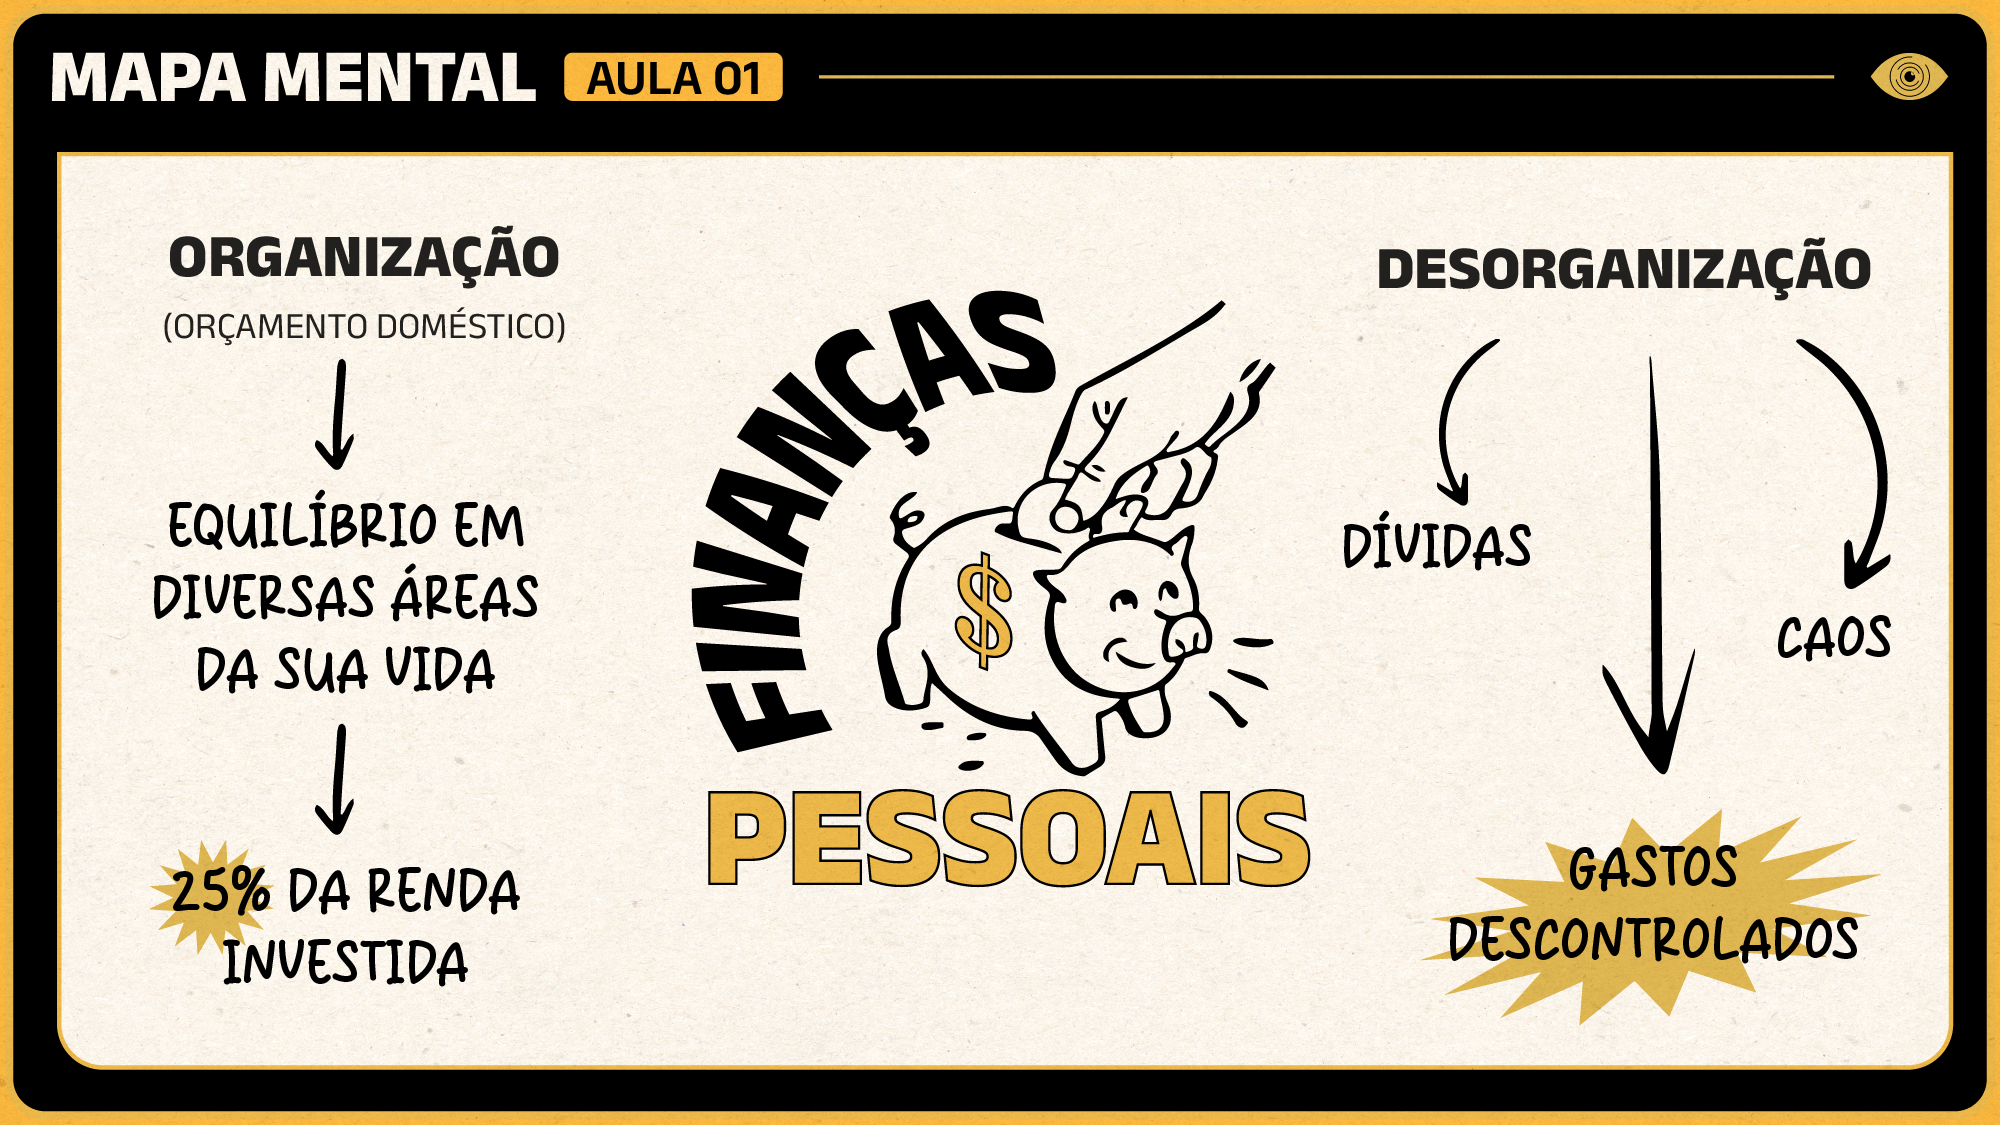 MAPA MENTAL
AULA 01
ORGANIZAÇÃO
(ORÇAMENTO DOMÉSTICO)
EQUILÍBRIO EM
DIVERSAS ÁREAS
DA SUA VIDA
25% DA RENDA
INVESTIDA
FINANÇAS
$
PESSOAIS
DESORGANIZAÇÃO
DÍVIDAS
CAOS
GASTOS
DESCONTROLADOS